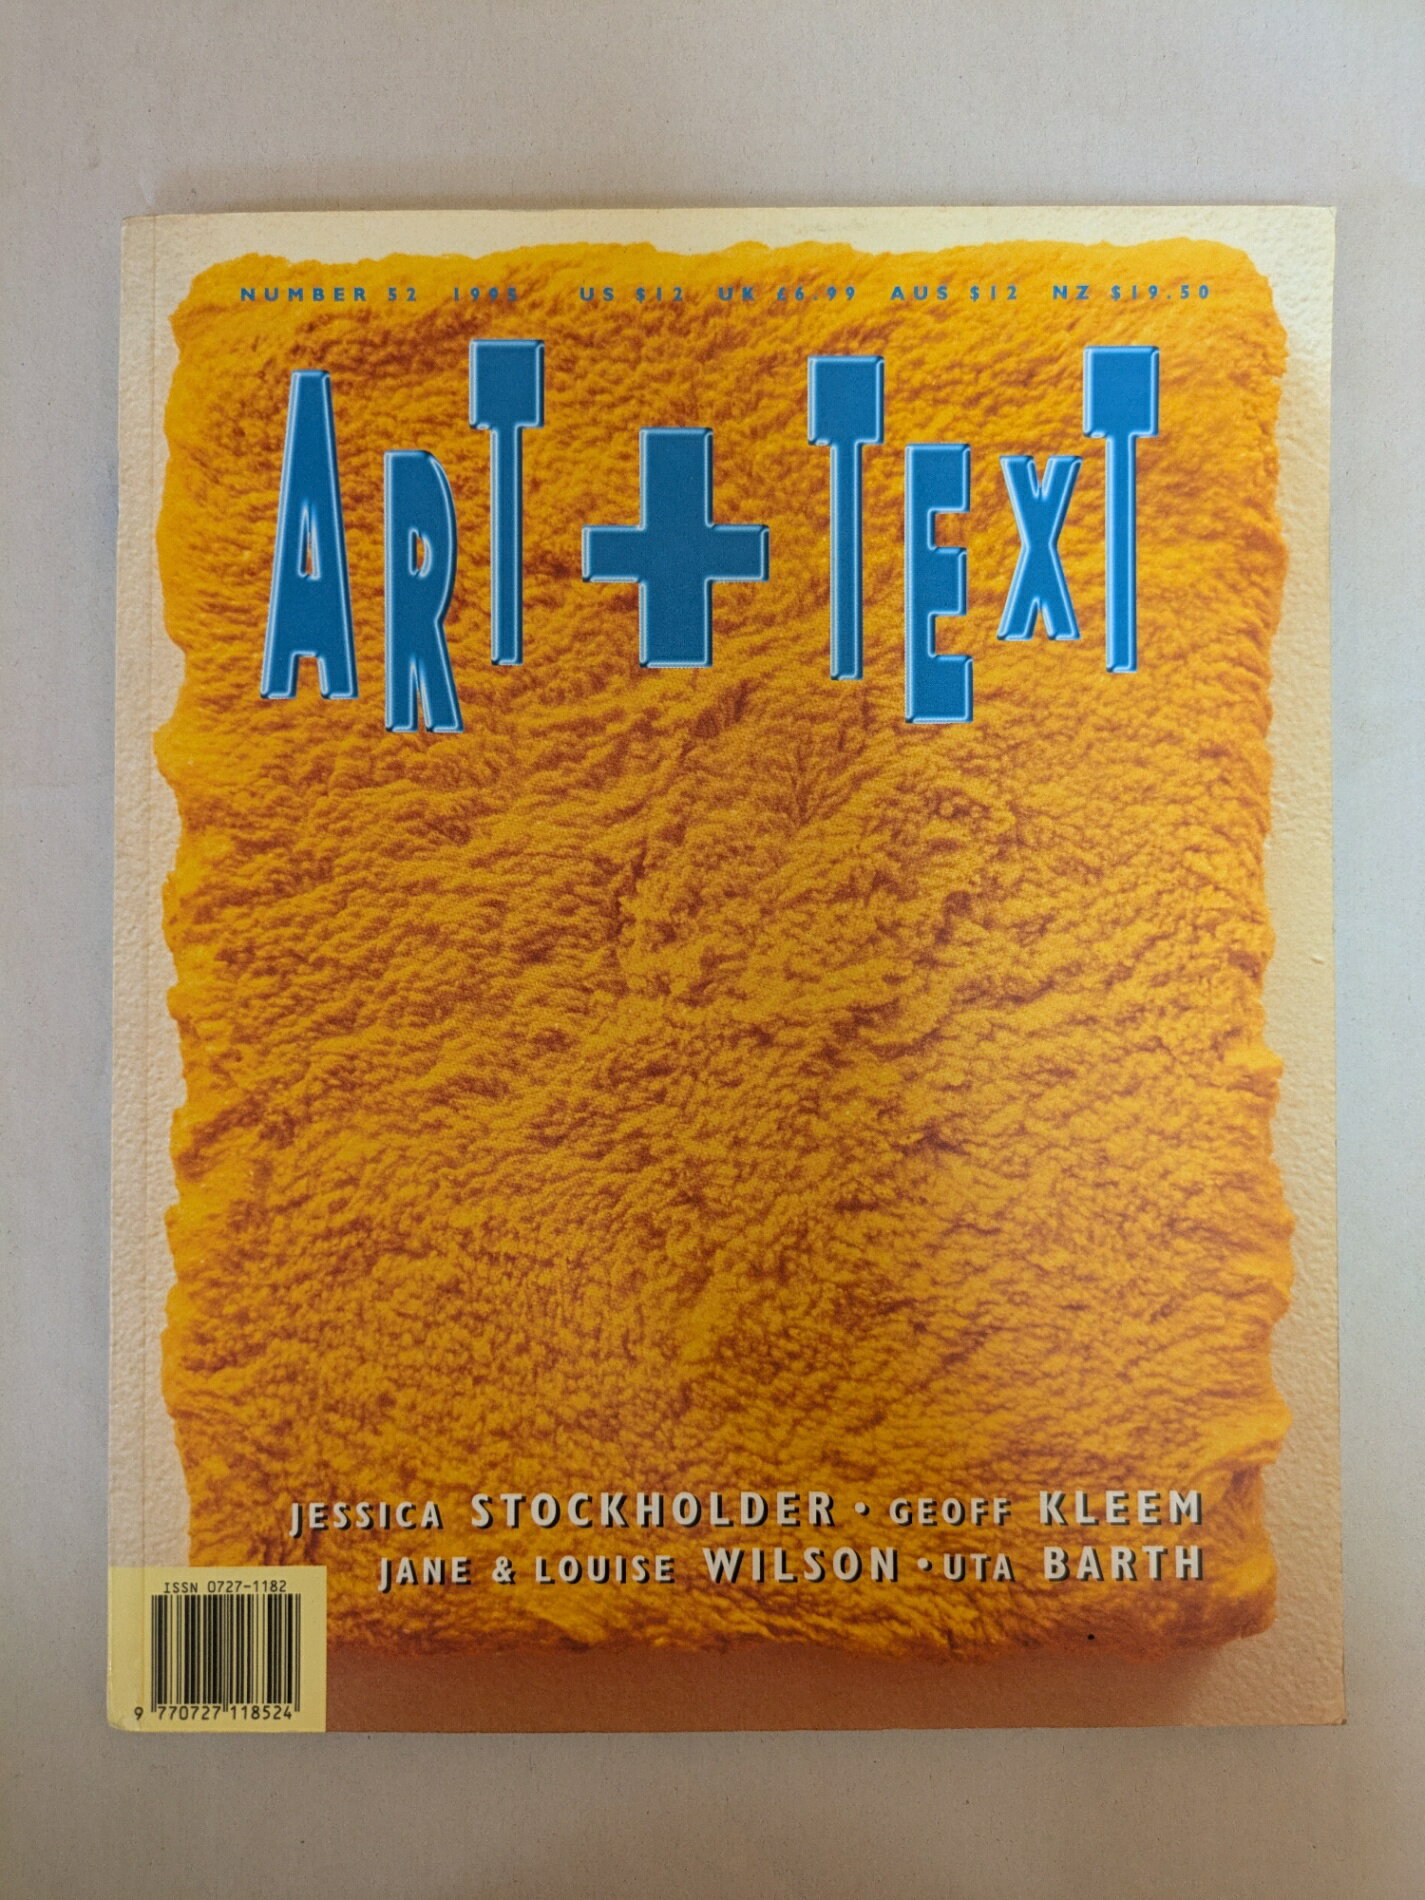 NUMBER 52 1995 US $12 UK £6.99 AUS $12 NZ $19.50
ART + TEXT
JESSICA STOCKHOLDER • GEOFF KLEEM
JANE & LOUISE WILSON • UTA BARTH
ISSN 0727-1182
9 770727 118524